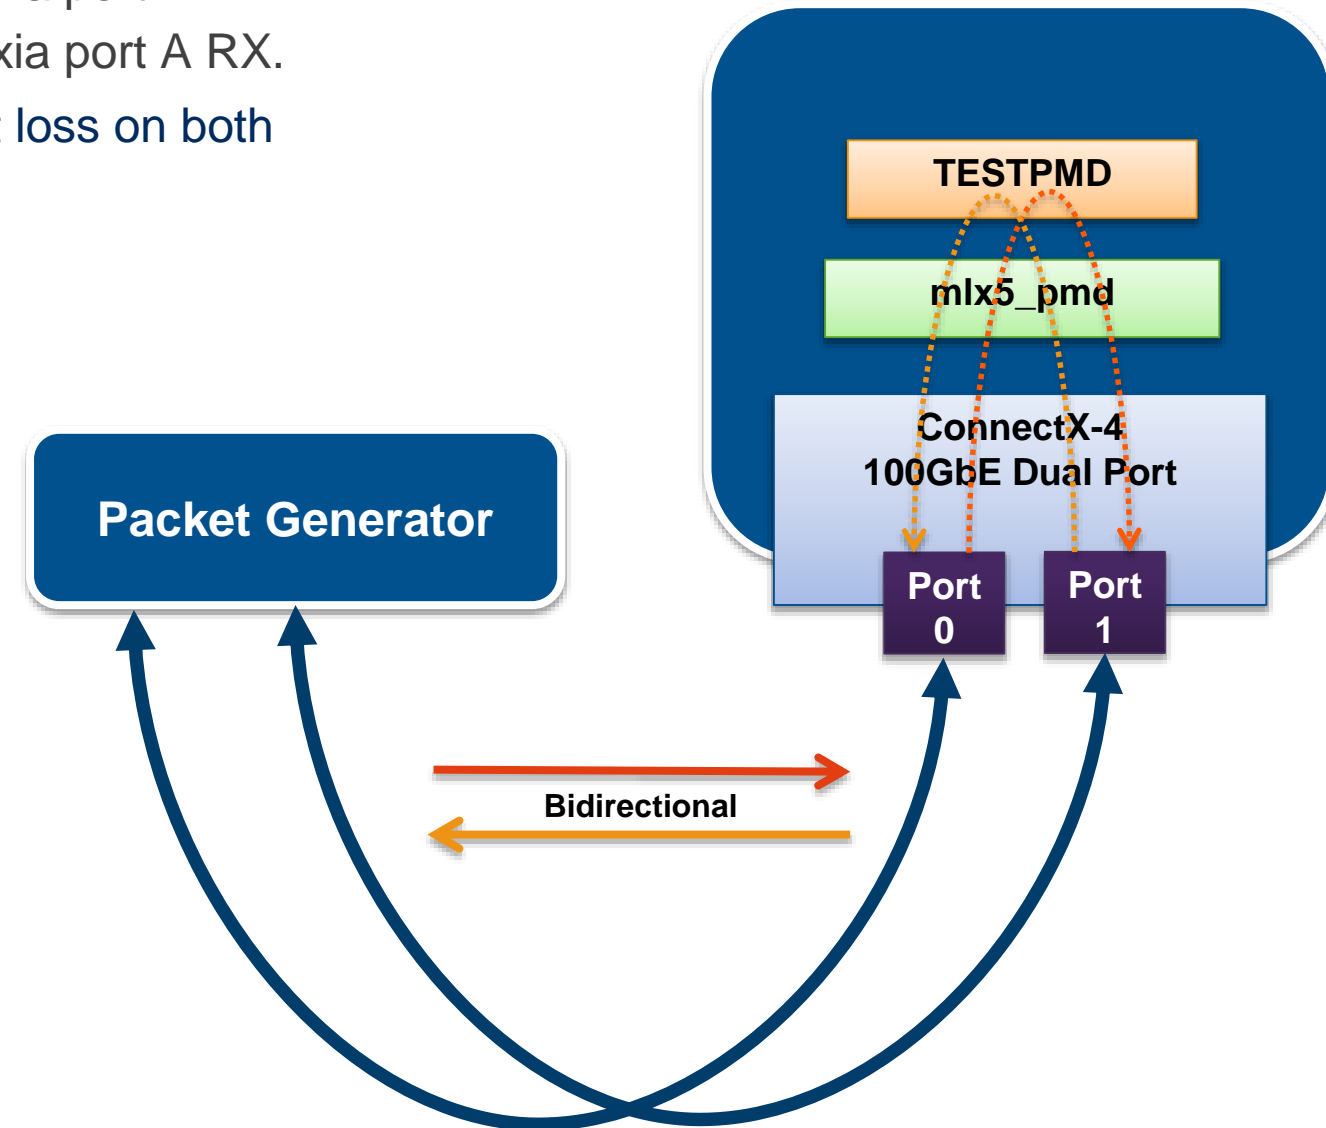 xia port A RX.
loss on both
TESTPMD
mlx5_pmd
ConnectX-4
100GbE Dual Port
Packet Generator
Port
0
Port
1
Bidirectional